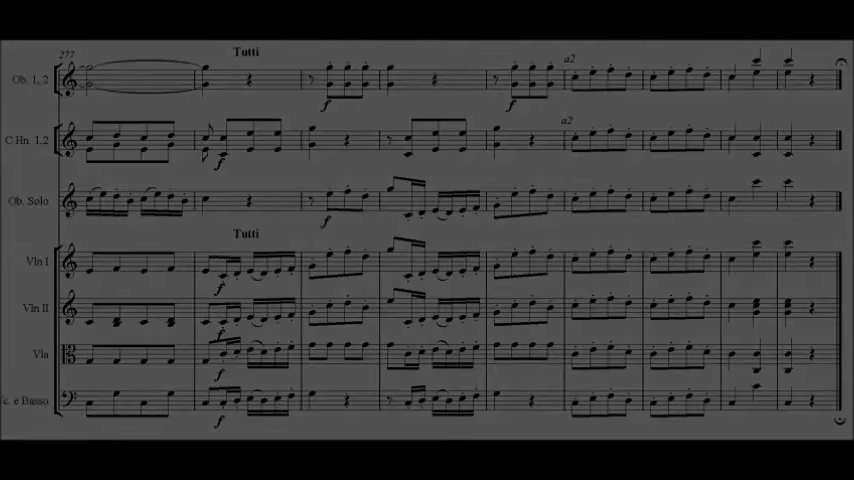 277
Tutti
a2
Ob. 1, 2
f
f
a2
C Hn. 1.2
f
Ob. Solo
f
Tutti
Vln I
f
Vln II
f
Vla
f
c. e Basso
f